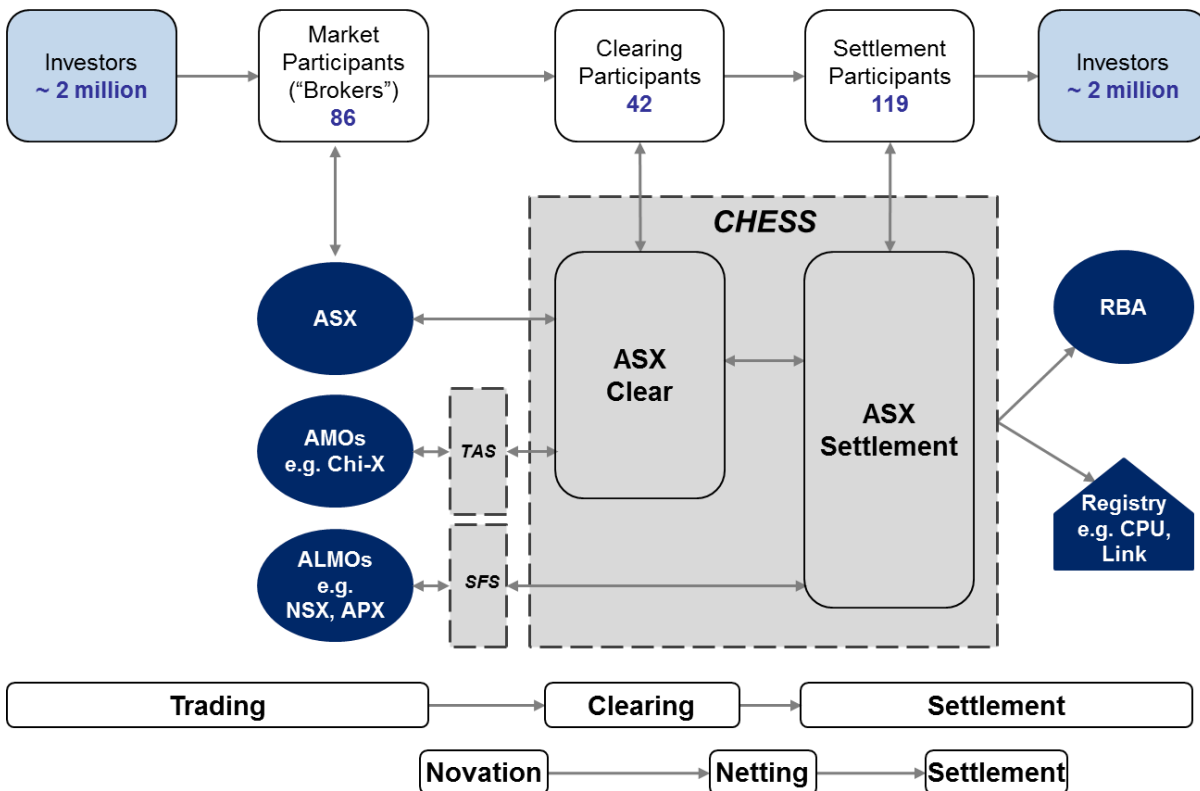 Investors
~ 2 million
Market
Participants
(“Brokers”)
86
Clearing
Participants
42
Settlement
Participants
119
Investors
~ 2 million
CHESS
ASX
ASX
Clear
ASX
Settlement
RBA
AMOs
e.g. Chi-X
TAS
Registry
e.g. CPU,
Link
ALMOs
e.g.
NSX, APX
SFS
Trading
Clearing
Settlement
Novation
Netting
Settlement